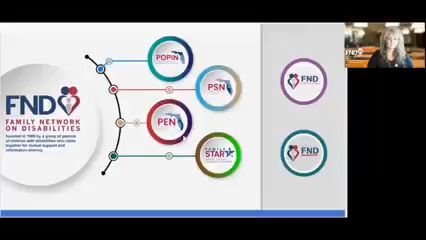 FND
FAMILY NETWORK
ON DISABILITIES
founded in 1985 by a group of parents
of children with disabilities who came
together for mutual support and
information sharing
POPIN
PSN
PEN
FAMILY
STAR
FND
FND
FND